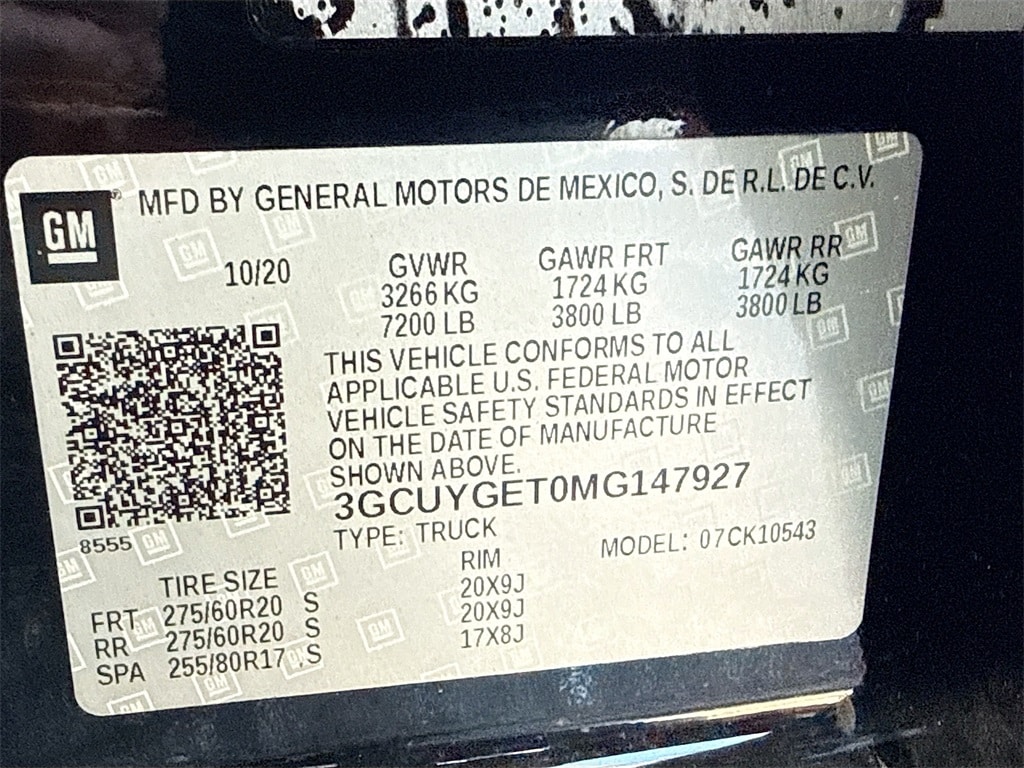 GM
MFD BY GENERAL MOTORS DE MEXICO, S. DE R.L. DE C.V.
10/20
GVWR GAWR FRT GAWR RR
3266 KG 1724 KG 1724 KG
7200 LB 3800 LB 3800 LB
THIS VEHICLE CONFORMS TO ALL
APPLICABLE U.S. FEDERAL MOTOR
VEHICLE SAFETY STANDARDS IN EFFECT
ON THE DATE OF MANUFACTURE
SHOWN ABOVE.
3GCUYGET0MG147927
8555
TYPE: TRUCK MODEL: 07CK10543
TIRE SIZE RIM
FRT 275/60R20 S 20X9J
RR 275/60R20 S 20X9J
SPA 255/80R17 S 17X8J